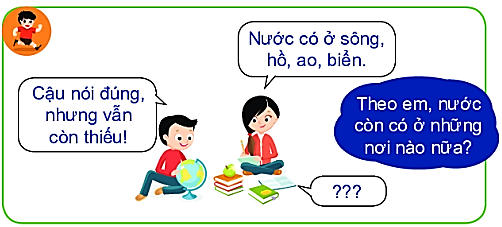 Nước có ở sông,
hồ, ao, biển.
Cậu nói đúng,
nhưng vẫn
còn thiếu!
Theo em, nước
còn có ở những
nơi nào nữa?
???